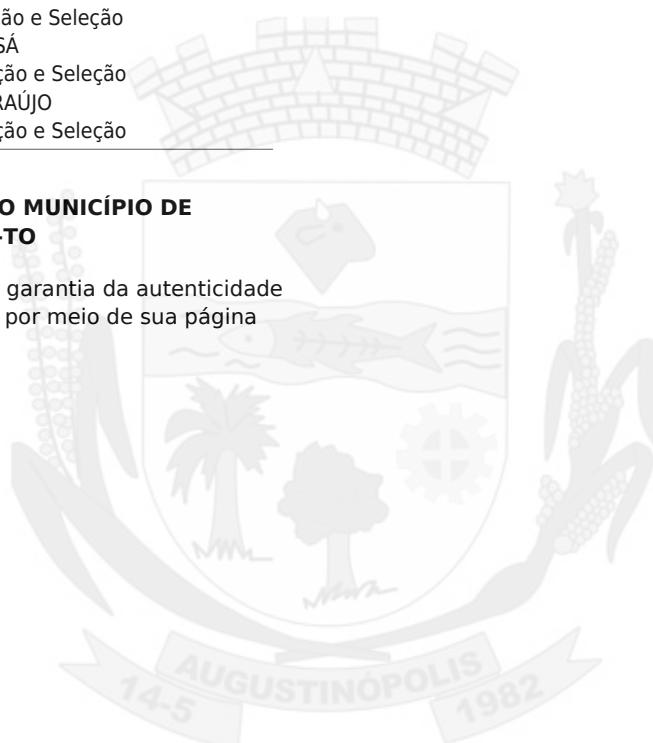 ão e Seleção
SÁ
ção e Seleção
RAÚJO
ção e Seleção
O MUNICÍPIO DE
-TO
garantia da autenticidade
por meio de sua página
AUGUSTINÓPOLIS
14-5
1982